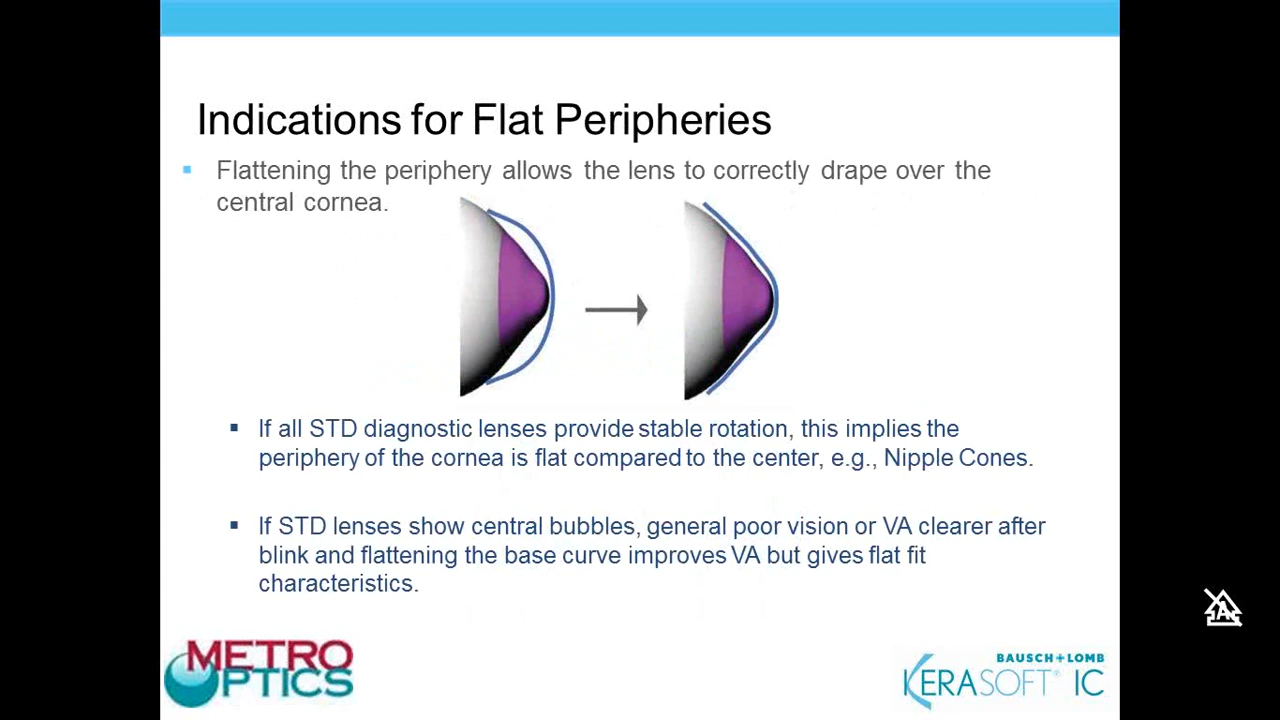 Indications for Flat Peripheries
Flattening the periphery allows the lens to correctly drape over the
central cornea.
If all STD diagnostic lenses provide stable rotation, this implies the
periphery of the cornea is flat compared to the center, e.g., Nipple Cones.
If STD lenses show central bubbles, general poor vision or VA clearer after
blink and flattening the base curve improves VA but gives flat fit
characteristics.
METRO
OPTICS
BAUSCH+LOMB
KERASOFT® IC